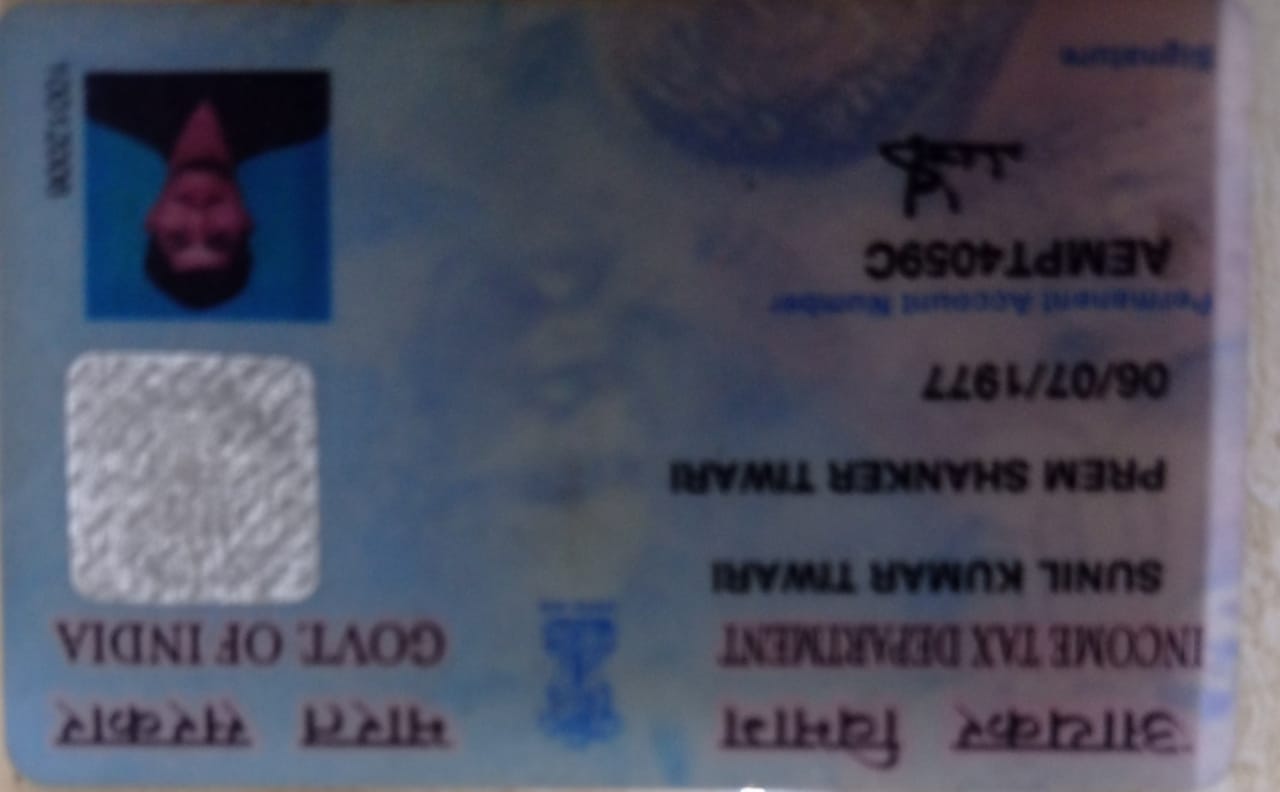 आयकर विभाग भारत सरकार
INCOME TAX DEPARTMENT GOVT. OF INDIA
SUNIL KUMAR TIWARI
PREM SHANKER TIWARI
06/07/1977
Permanent Account Number
AEMPT4059C
Signature